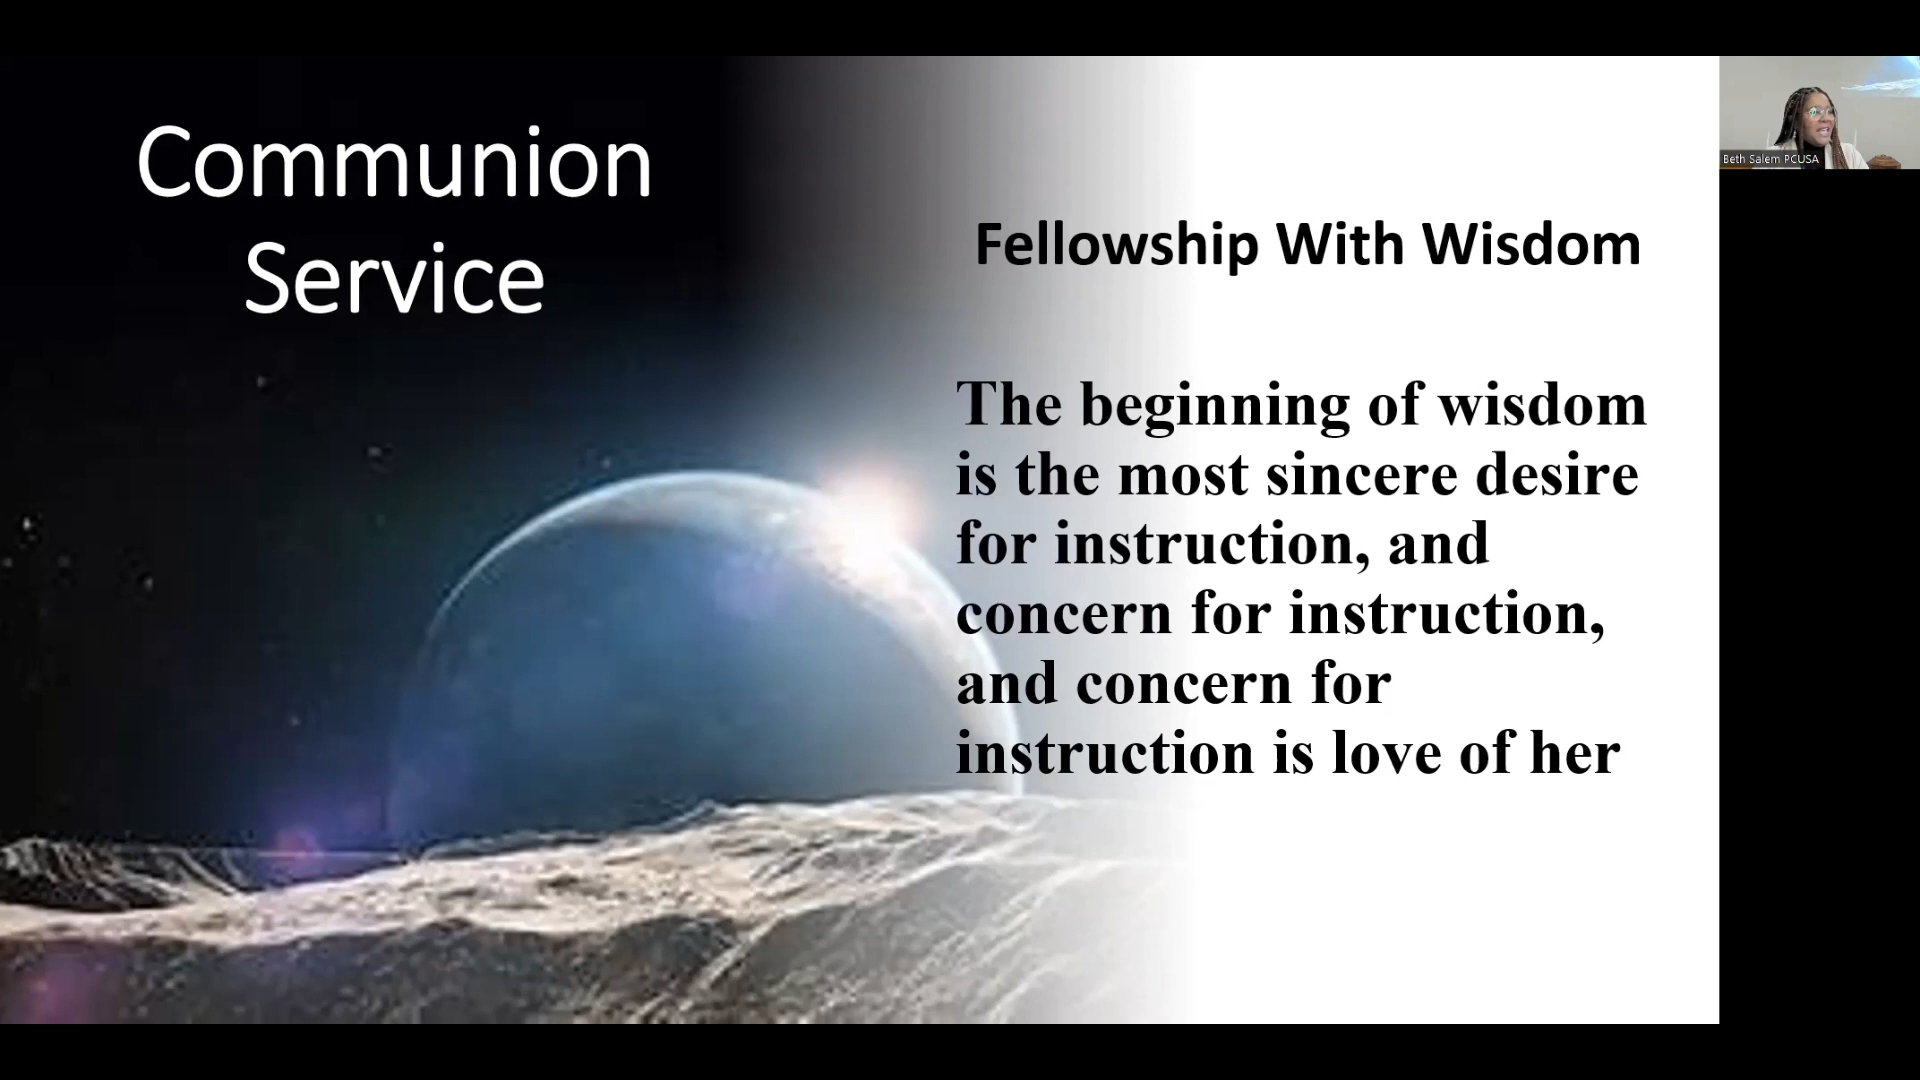 Communion
Service
Fellowship With Wisdom
The beginning of wisdom
is the most sincere desire
for instruction, and
concern for instruction,
and concern for
instruction is love of her
Beth Salem PCUSA